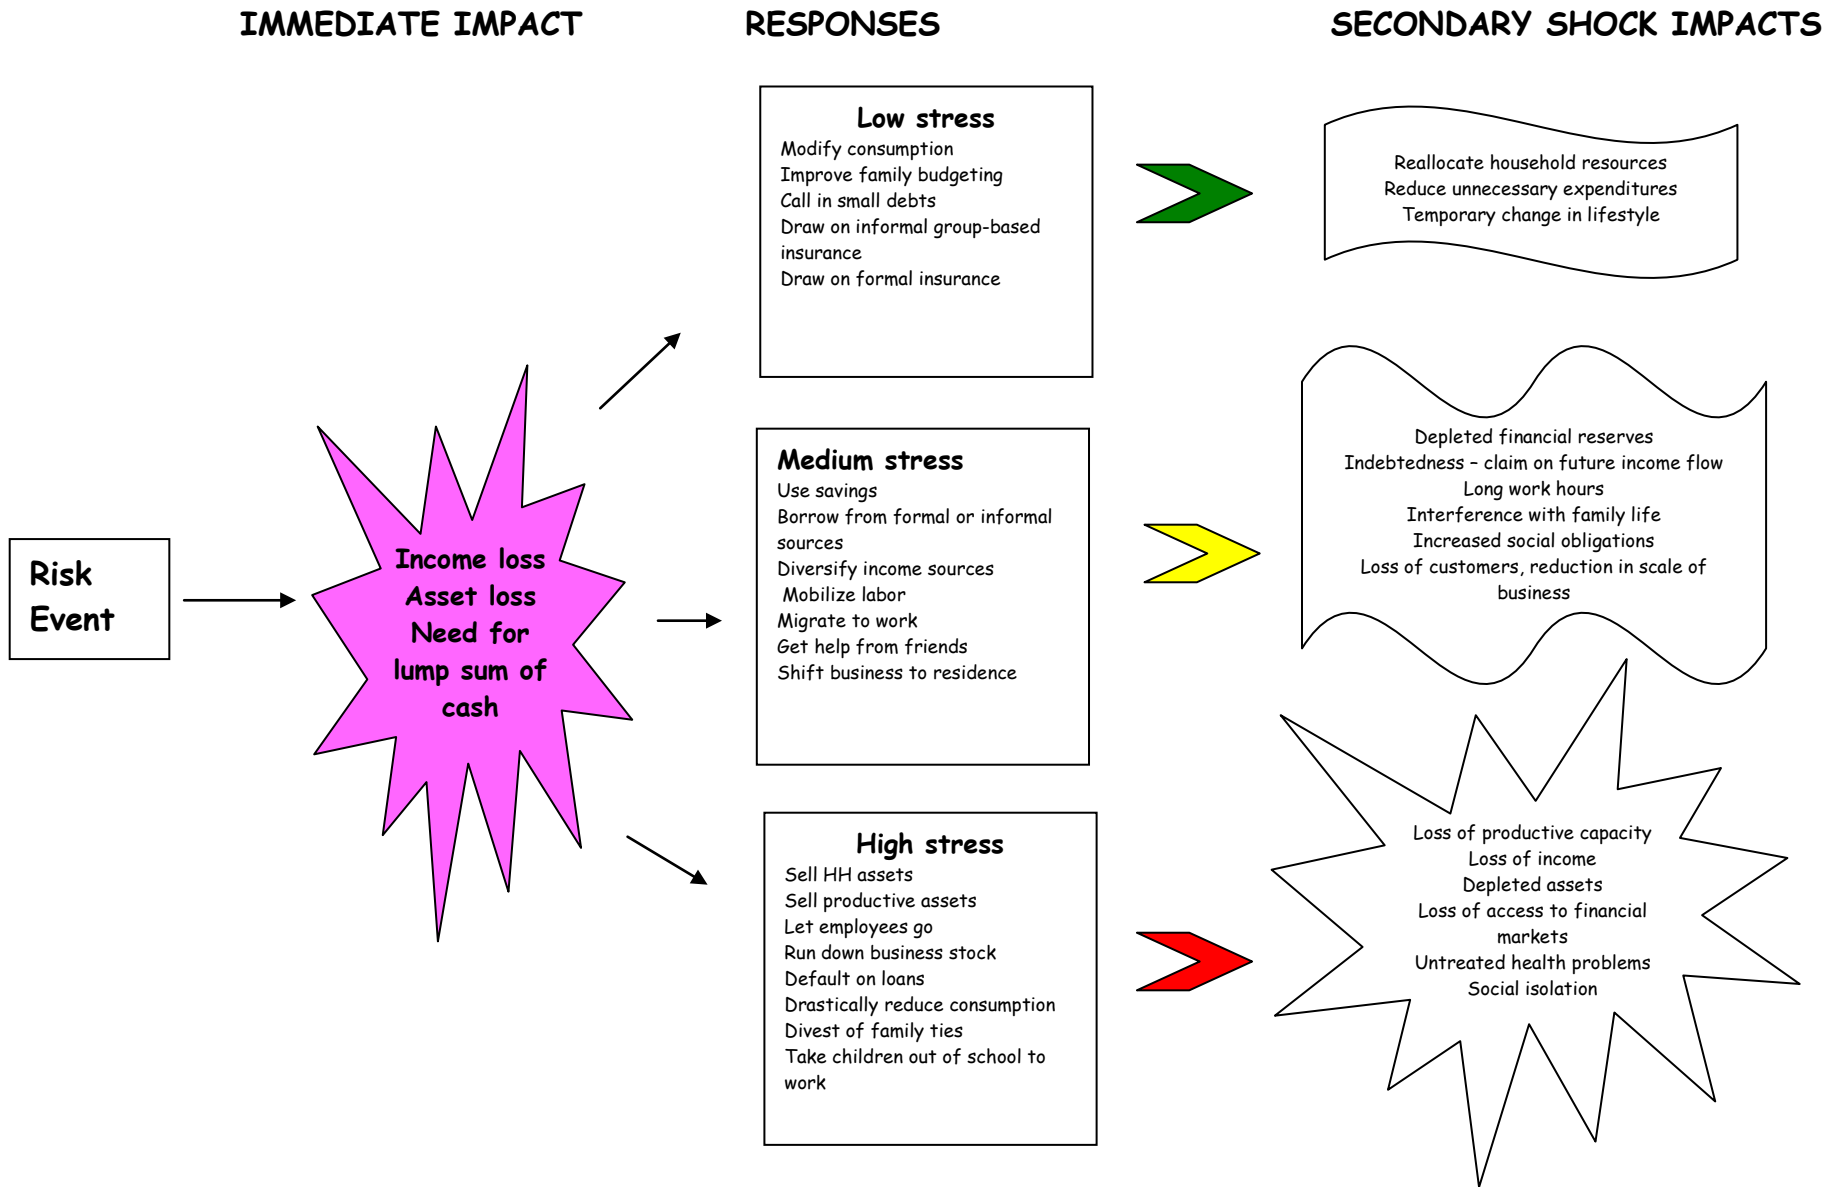 IMMEDIATE IMPACT
RESPONSES
SECONDARY SHOCK IMPACTS
Risk
Event
Income loss
Asset loss
Need for
lump sum of
cash
Low stress
Modify consumption
Improve family budgeting
Call in small debts
Draw on informal group-based
insurance
Draw on formal insurance
Reallocate household resources
Reduce unnecessary expenditures
Temporary change in lifestyle
Medium stress
Use savings
Borrow from formal or informal
sources
Diversify income sources
Mobilize labor
Migrate to work
Get help from friends
Shift business to residence
Depleted financial reserves
Indebtedness – claim on future income flow
Long work hours
Interference with family life
Increased social obligations
Loss of customers, reduction in scale of
business
High stress
Sell HH assets
Sell productive assets
Let employees go
Run down business stock
Default on loans
Drastically reduce consumption
Divest of family ties
Take children out of school to
work
Loss of productive capacity
Loss of income
Depleted assets
Loss of access to financial
markets
Untreated health problems
Social isolation